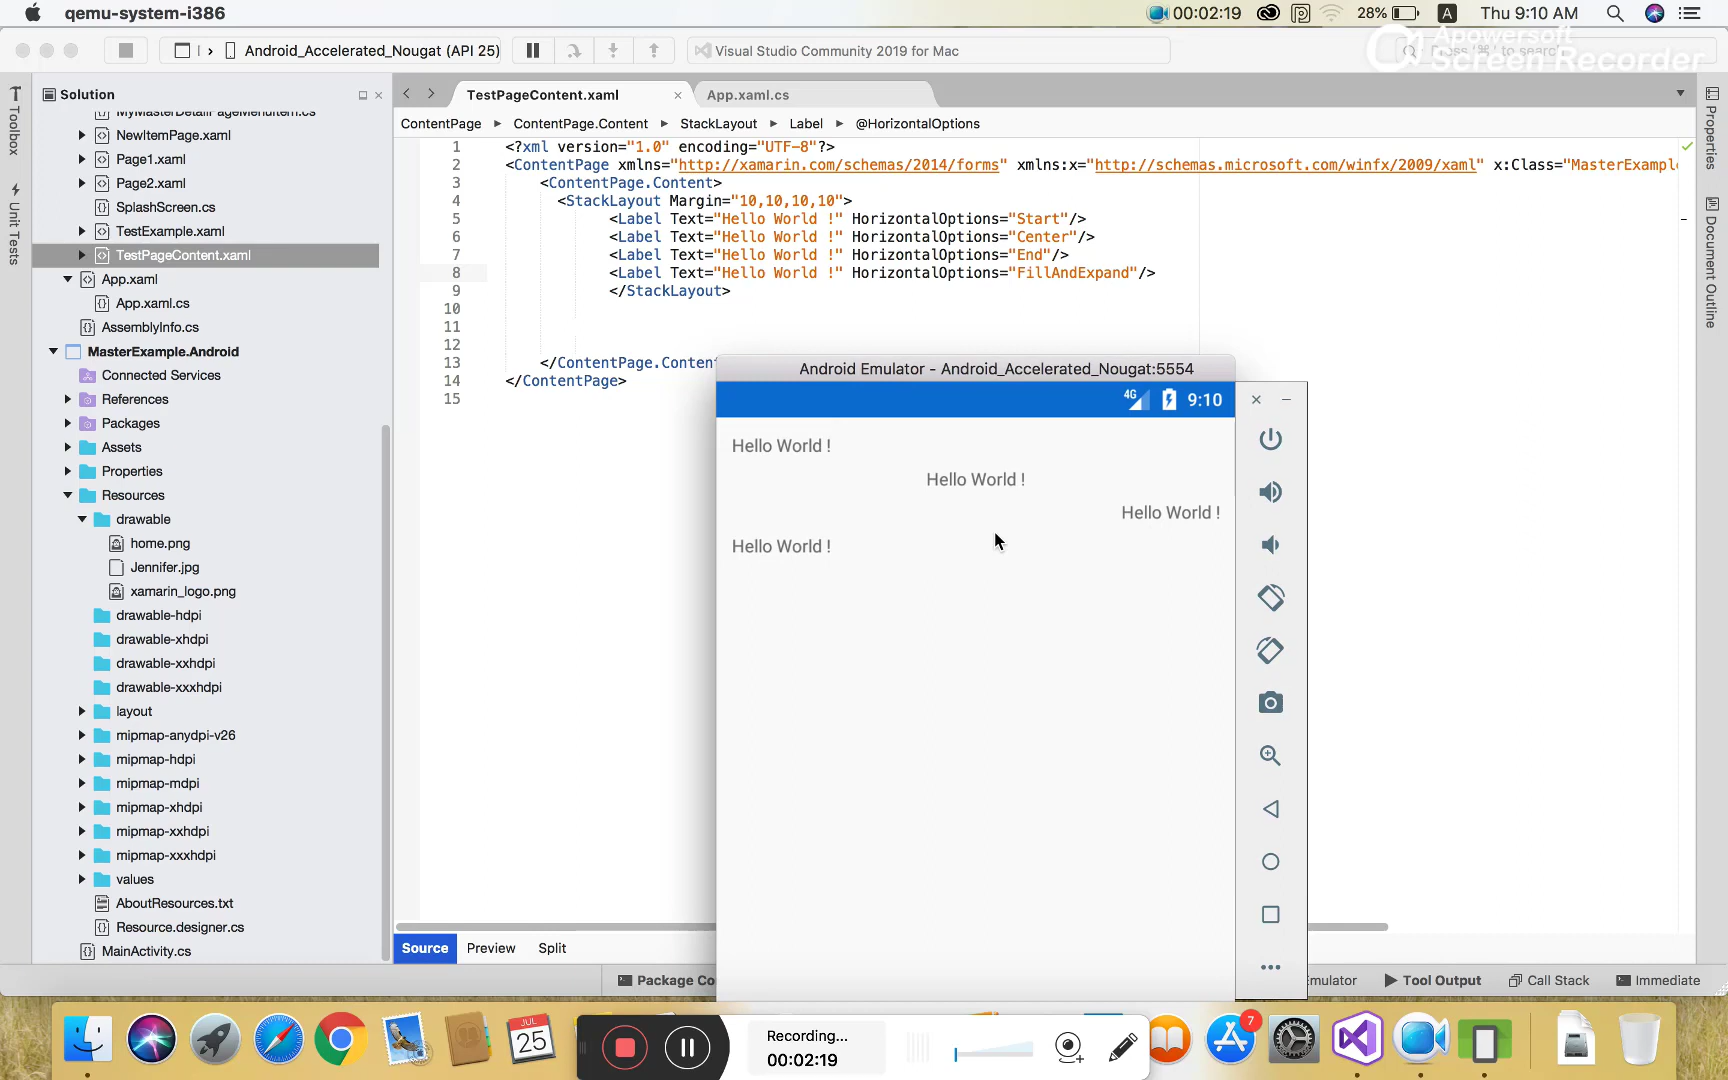 qemu-system-i386
00:02:19
28%
A
Thu 9:10 AM
Android_Accelerated_Nougat (API 25)
Visual Studio Community 2019 for Mac
Apowersoft
Screen Recorder
Toolbox
Unit Tests
Solution
MyMasterDetailPageMenuItem.cs
NewItemPage.xaml
Page1.xaml
Page2.xaml
SplashScreen.cs
TestExample.xaml
TestPageContent.xaml
App.xaml
App.xaml.cs
AssemblyInfo.cs
MasterExample.Android
Connected Services
References
Packages
Assets
Properties
Resources
drawable
home.png
Jennifer.jpg
xamarin_logo.png
drawable-hdpi
drawable-xhdpi
drawable-xxhdpi
drawable-xxxhdpi
layout
mipmap-anydpi-v26
mipmap-hdpi
mipmap-mdpi
mipmap-xhdpi
mipmap-xxhdpi
mipmap-xxxhdpi
values
AboutResources.txt
Resource.designer.cs
MainActivity.cs
TestPageContent.xaml
App.xaml.cs
ContentPage ContentPage.Content StackLayout Label @HorizontalOptions
1 <?xml version="1.0" encoding="UTF-8"?>
2 <ContentPage xmlns="http://xamarin.com/schemas/2014/forms" xmlns:x="http://schemas.microsoft.com/winfx/2009/xaml" x:Class="MasterExampl
3 <ContentPage.Content>
4 <StackLayout Margin="10,10,10,10">
5 <Label Text="Hello World !" HorizontalOptions="Start"/>
6 <Label Text="Hello World !" HorizontalOptions="Center"/>
7 <Label Text="Hello World !" HorizontalOptions="End"/>
8 <Label Text="Hello World !" HorizontalOptions="FillAndExpand"/>
9 </StackLayout>
10
11
12
13 </ContentPage.Conten
14 </ContentPage>
15
Android Emulator - Android_Accelerated_Nougat:5554
4G 9:10
Hello World !
Hello World !
Hello World !
Hello World !
Properties
Document Outline
Source Preview Split
Package Co
mulator
Tool Output
Call Stack
Immediate
JUL
25
Recording...
00:02:19
7